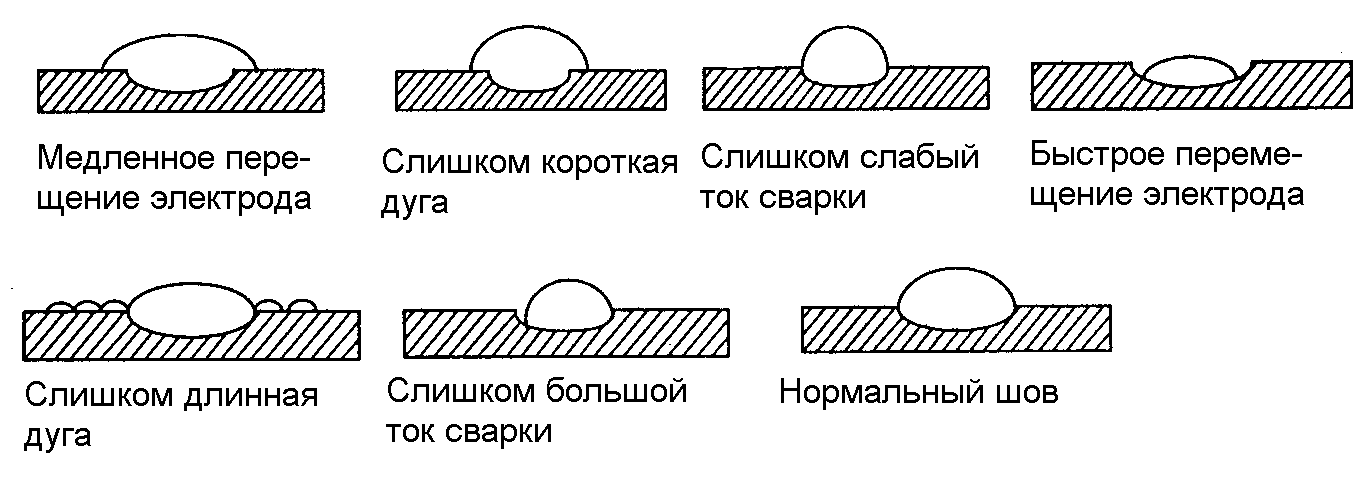 Медленное пере-
щение электрода
Слишком короткая
дуга
Слишком слабый
ток сварки
Быстрое переме-
щение электрода
Слишком длинная
дуга
Слишком большой
ток сварки
Нормальный шов